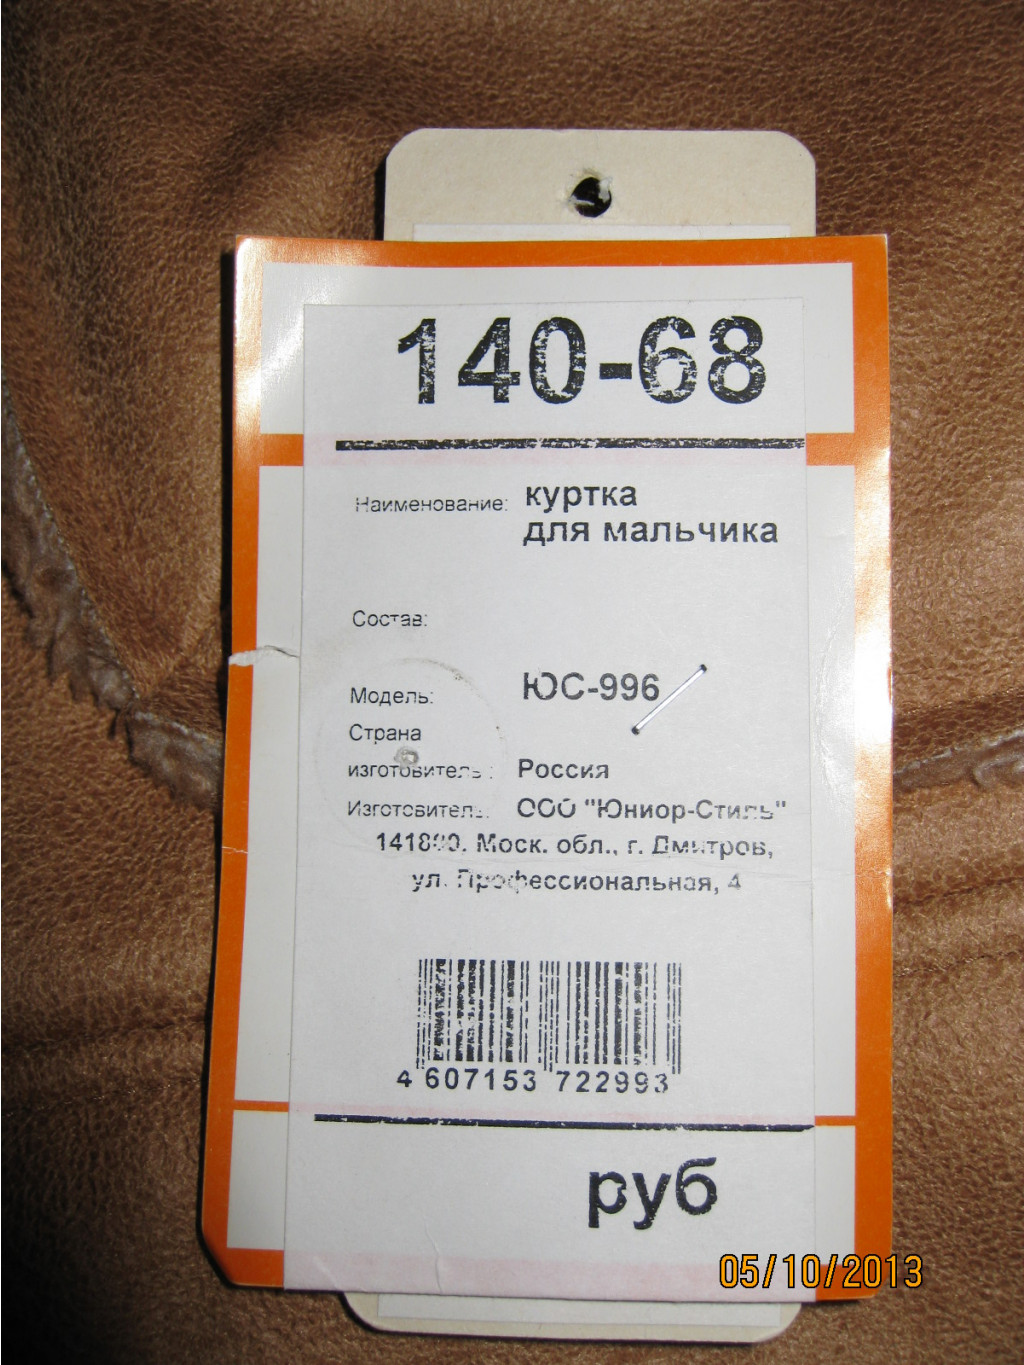 140-68
Наименование: куртка
для мальчика
Состав:
Модель: ЮС-996
Страна
изготовитель: Россия
Изготовитель: ООО "Юниор-Стиль"
141800. Моск. обл., г. Дмитров,
ул. Профессиональная, 4
4 607153 722993
руб
05/10/2013